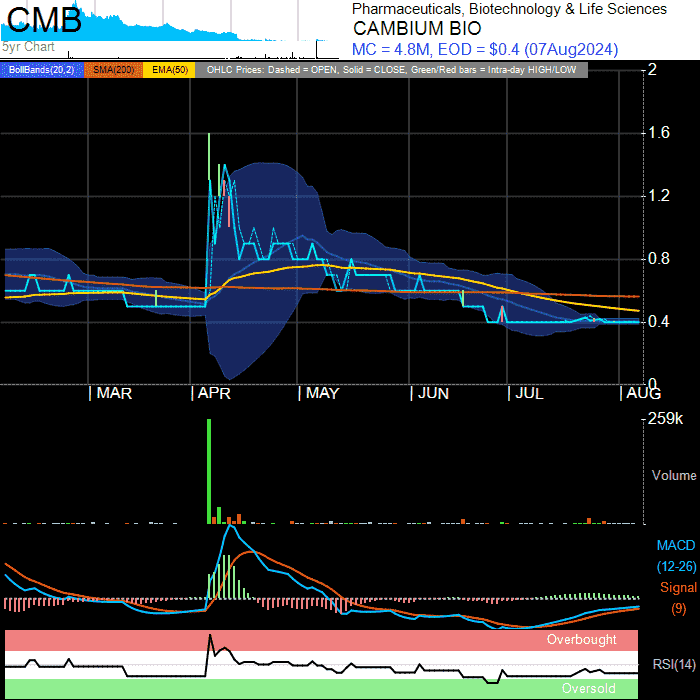 CMB
Pharmaceuticals, Biotechnology & Life Sciences
CAMBIUM BIO
5yr Chart
MC = 4.8M, EOD = $0.4 (07Aug2024)
BollBands(20,2) SMA(200) EMA(50) OHLC Prices: Dashed = OPEN, Solid = CLOSE, Green/Red bars = Intra-day HIGH/LOW
2
1.6
1.2
0.8
0.4
0
MAR APR MAY JUN JUL AUG
259k
Volume
MACD
(12-26)
Signal
(9)
Overbought
RSI(14)
Oversold